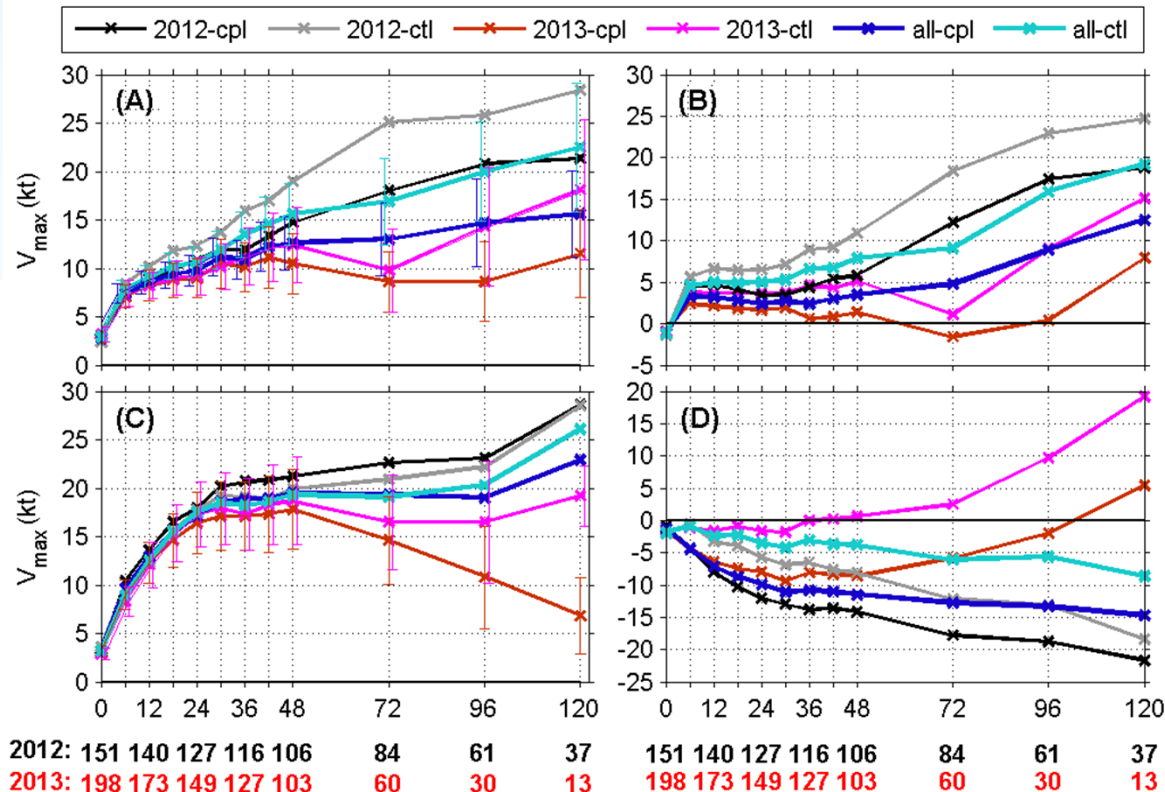 2012-cpl 2012-ctl 2013-cpl 2013-ctl all-cpl all-ctl
(A)
V_max (kt)
30
25
20
15
10
5
0
(B)
30
25
20
15
10
5
0
-5
(C)
V_max (kt)
30
25
20
15
10
5
0
0 12 24 36 48 72 96 120
(D)
20
15
10
5
0
-5
-10
-15
-20
-25
0 12 24 36 48 72 96 120
2012: 151 140 127 116 106 84 61 37 151 140 127 116 106 84 61 37
2013: 198 173 149 127 103 60 30 13 198 173 149 127 103 60 30 13